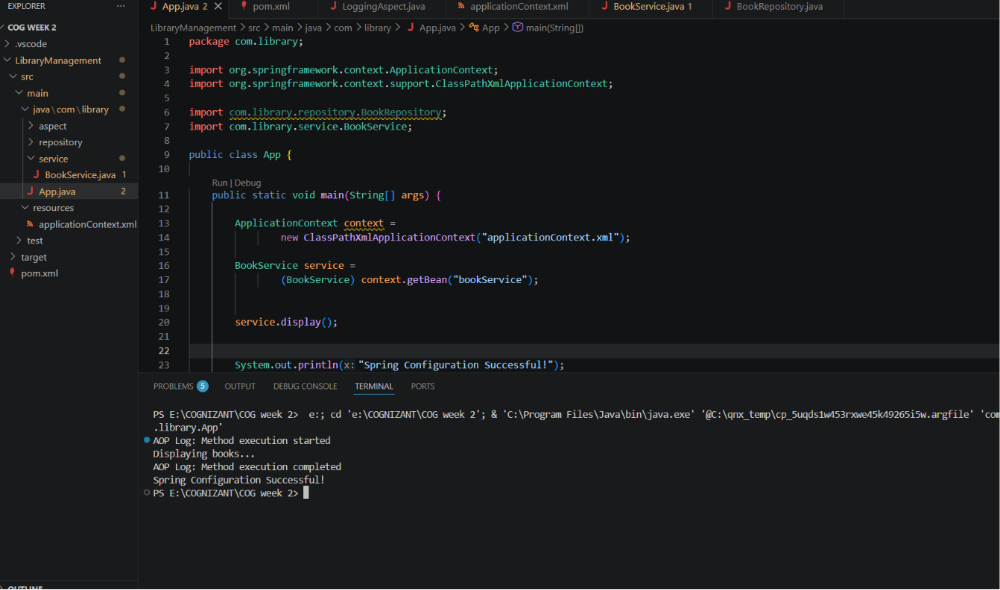 EXPLORER
COG WEEK 2
.vscode
LibraryManagement
src
main
java\com\library
aspect
repository
service
BookService.java 1
App.java 2
resources
applicationContext.xml
test
target
pom.xml
OUTLINE
App.java 2 pom.xml LoggingAspect.java applicationContext.xml BookService.java 1 BookRepository.java
LibraryManagement > src > main > java > com > library > App.java > App > main(String[])
1 package com.library;
2
3 import org.springframework.context.ApplicationContext;
4 import org.springframework.context.support.ClassPathXmlApplicationContext;
5
6 import com.library.repository.BookRepository;
7 import com.library.service.BookService;
8
9 public class App {
10
Run | Debug
11 public static void main(String[] args) {
12
13 ApplicationContext context =
14 new ClassPathXmlApplicationContext("applicationContext.xml");
15
16 BookService service =
17 (BookService) context.getBean("bookService");
18
19
20 service.display();
21
22
23 System.out.println(x: "Spring Configuration Successful!");
PROBLEMS 5 OUTPUT DEBUG CONSOLE TERMINAL PORTS
PS E:\COGNIZANT\COG week 2>  e:; cd 'e:\COGNIZANT\COG week 2'; & 'C:\Program Files\Java\bin\java.exe' '@C:\qnx_temp\cp_5uqds1w453rxwe45k49265i5w.argfile' 'com
.library.App'
AOP Log: Method execution started
Displaying books...
AOP Log: Method execution completed
Spring Configuration Successful!
PS E:\COGNIZANT\COG week 2>